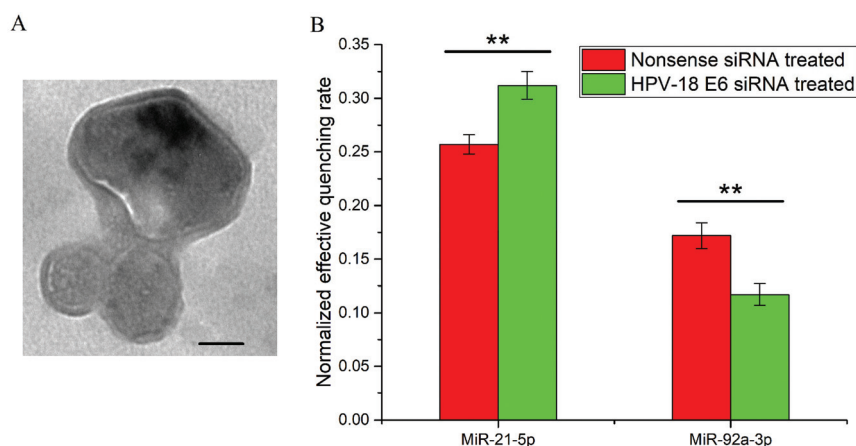 A
B
Normalized effective quenching rate
0.35
0.30
0.25
0.20
0.15
0.10
0.05
0.00
**
**
Nonsense siRNA treated
HPV-18 E6 siRNA treated
MiR-21-5p
MiR-92a-3p